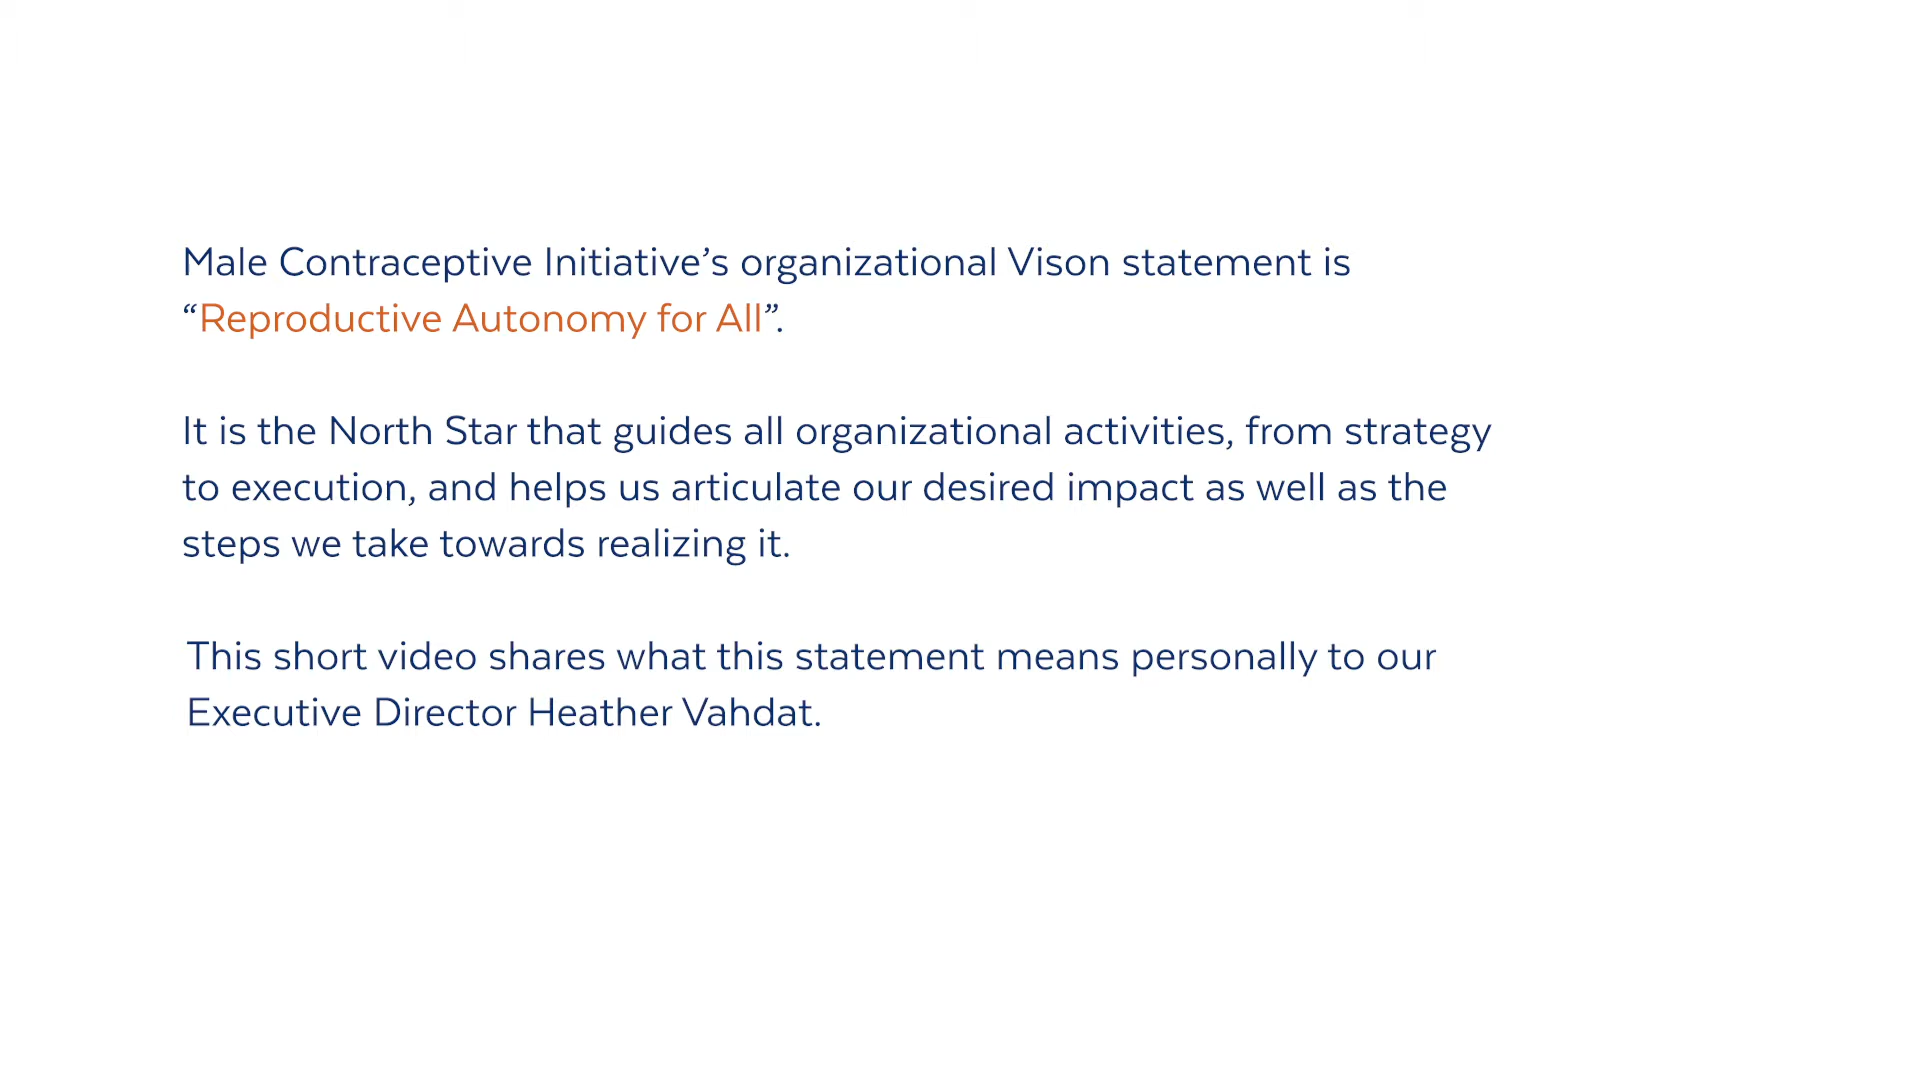 Male Contraceptive Initiative’s organizational Vison statement is
“Reproductive Autonomy for All”.
It is the North Star that guides all organizational activities, from strategy
to execution, and helps us articulate our desired impact as well as the
steps we take towards realizing it.
This short video shares what this statement means personally to our
Executive Director Heather Vahdat.